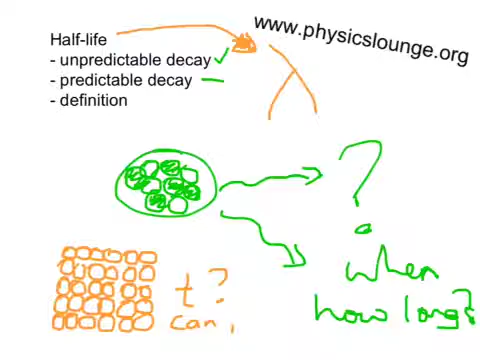 www.physicslounge.org
Half-life
- unpredictable decay
- predictable decay
- definition
?
when
how long?
t?
can,